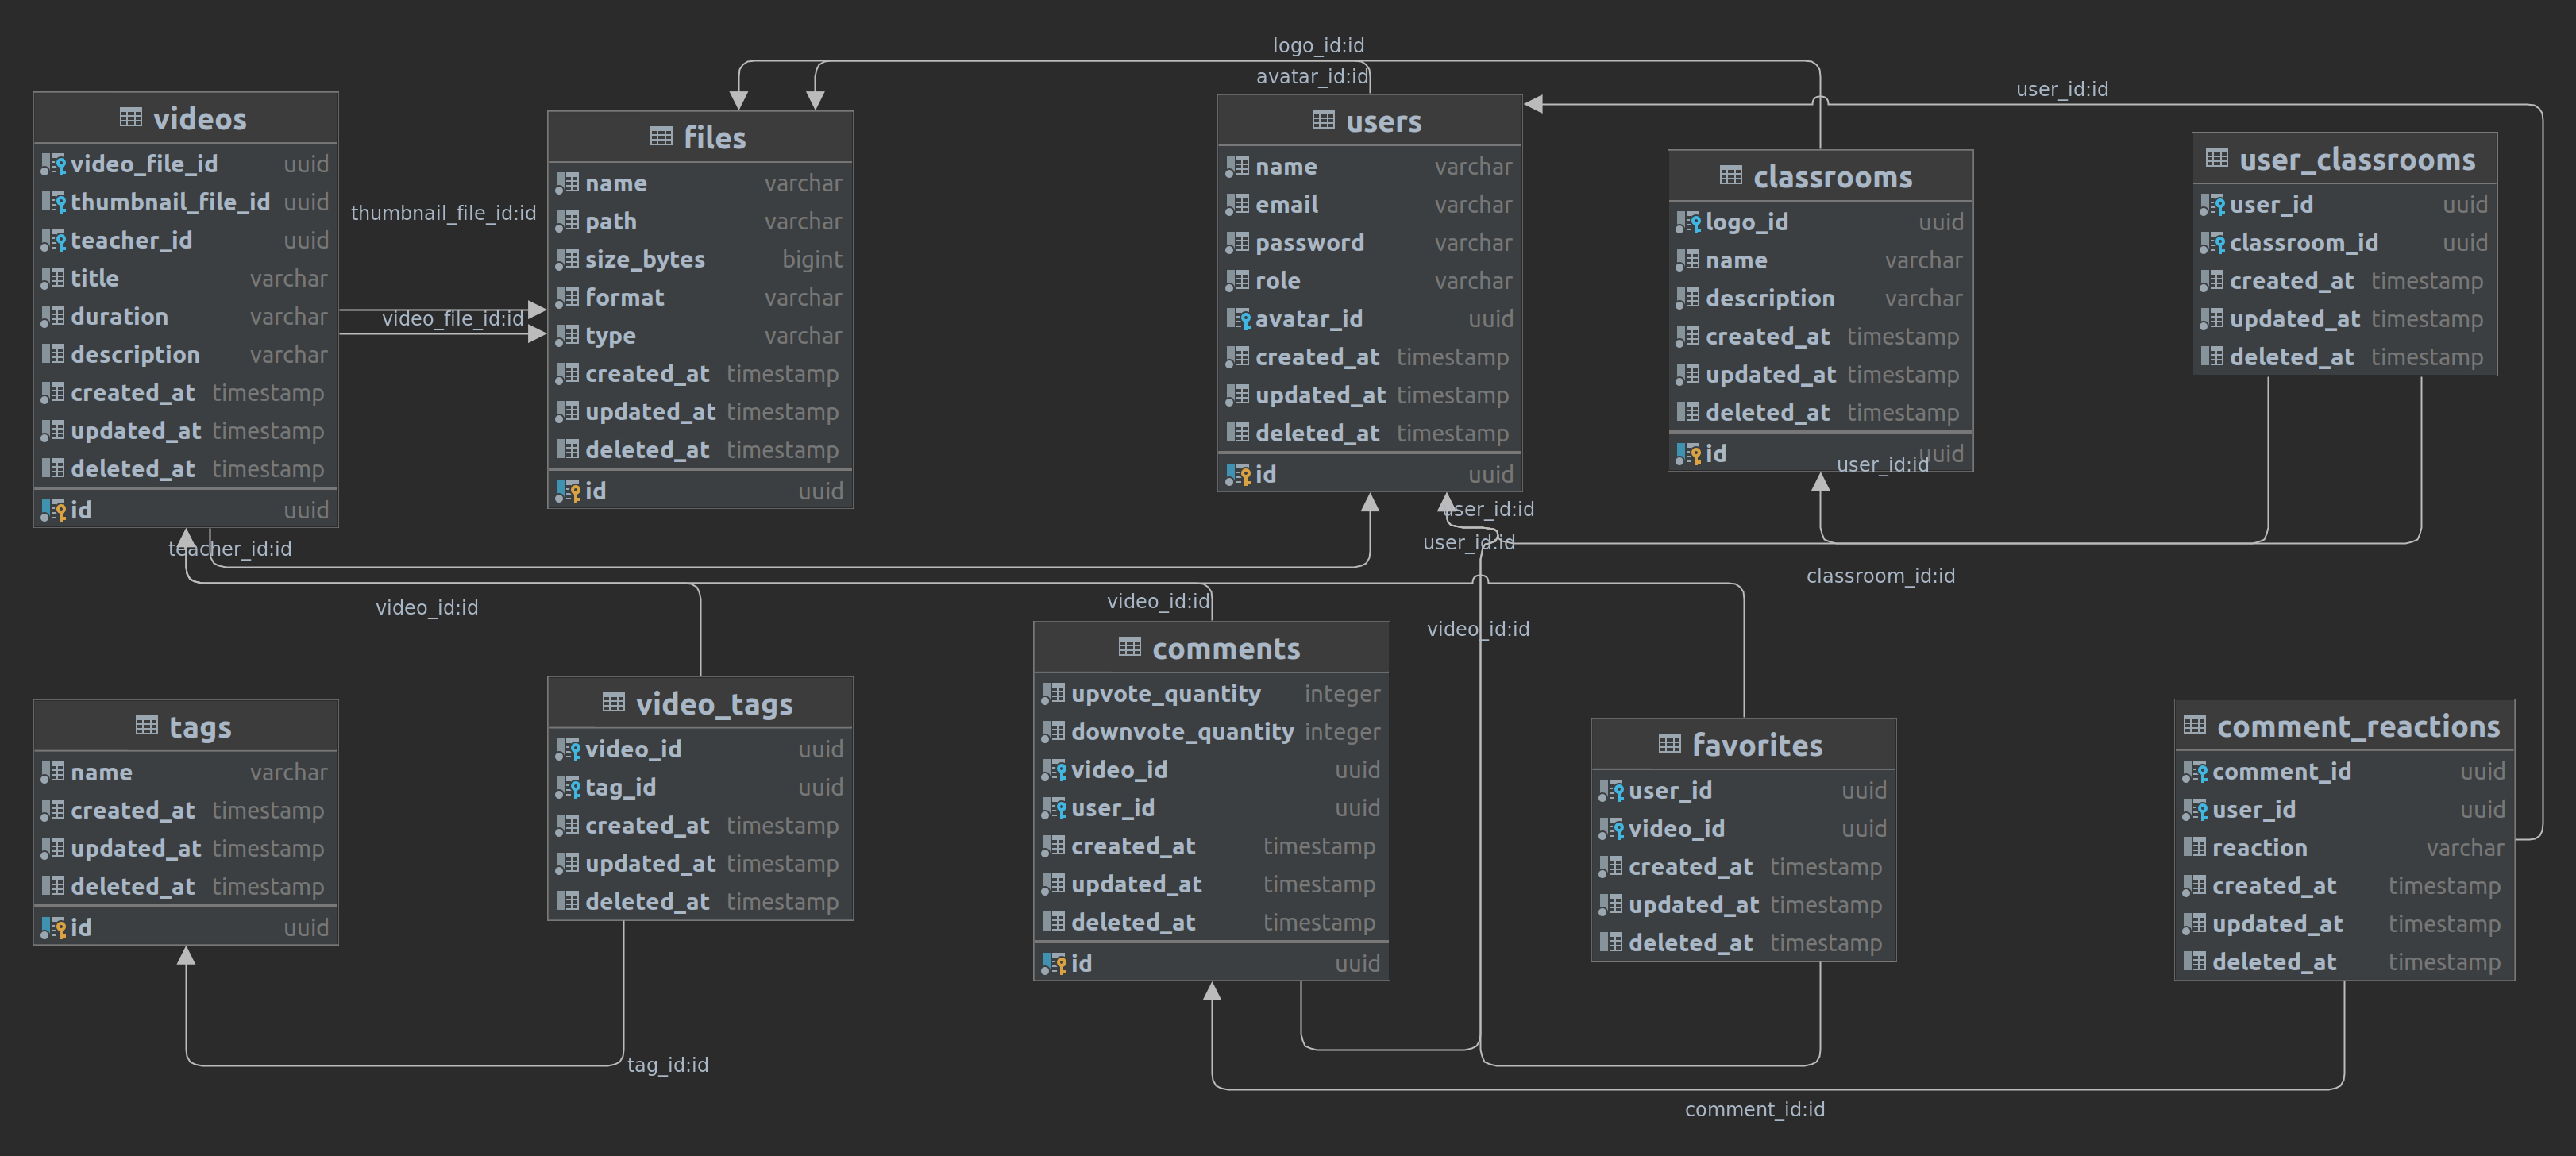 logo_id:id
avatar_id:id
user_id:id
videos
video_file_id uuid
thumbnail_file_id uuid
teacher_id uuid
title varchar
duration varchar
description varchar
created_at timestamp
updated_at timestamp
deleted_at timestamp
id uuid
thumbnail_file_id:id
video_file_id:id
files
name varchar
path varchar
size_bytes bigint
format varchar
type varchar
created_at timestamp
updated_at timestamp
deleted_at timestamp
id uuid
users
name varchar
email varchar
password varchar
role varchar
avatar_id uuid
created_at timestamp
updated_at timestamp
deleted_at timestamp
id uuid
classrooms
logo_id uuid
name varchar
description varchar
created_at timestamp
updated_at timestamp
deleted_at timestamp
id uuid
user_id:id
user_classrooms
user_id uuid
classroom_id uuid
created_at timestamp
updated_at timestamp
deleted_at timestamp
user_id:id
user_id:id
teacher_id:id
classroom_id:id
video_id:id
video_id:id
video_id:id
tags
name varchar
created_at timestamp
updated_at timestamp
deleted_at timestamp
id uuid
video_tags
video_id uuid
tag_id uuid
created_at timestamp
updated_at timestamp
deleted_at timestamp
comments
upvote_quantity integer
downvote_quantity integer
video_id uuid
user_id uuid
created_at timestamp
updated_at timestamp
deleted_at timestamp
id uuid
favorites
user_id uuid
video_id uuid
created_at timestamp
updated_at timestamp
deleted_at timestamp
comment_reactions
comment_id uuid
user_id uuid
reaction varchar
created_at timestamp
updated_at timestamp
deleted_at timestamp
tag_id:id
comment_id:id